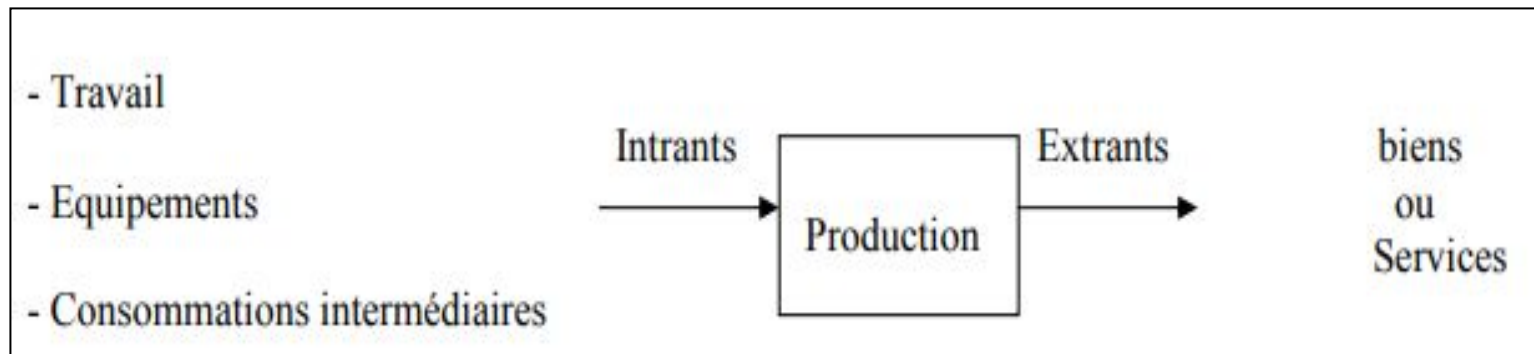 - Travail
- Equipements
- Consommations intermédiaires
Intrants
Production
Extrants
biens
ou
Services